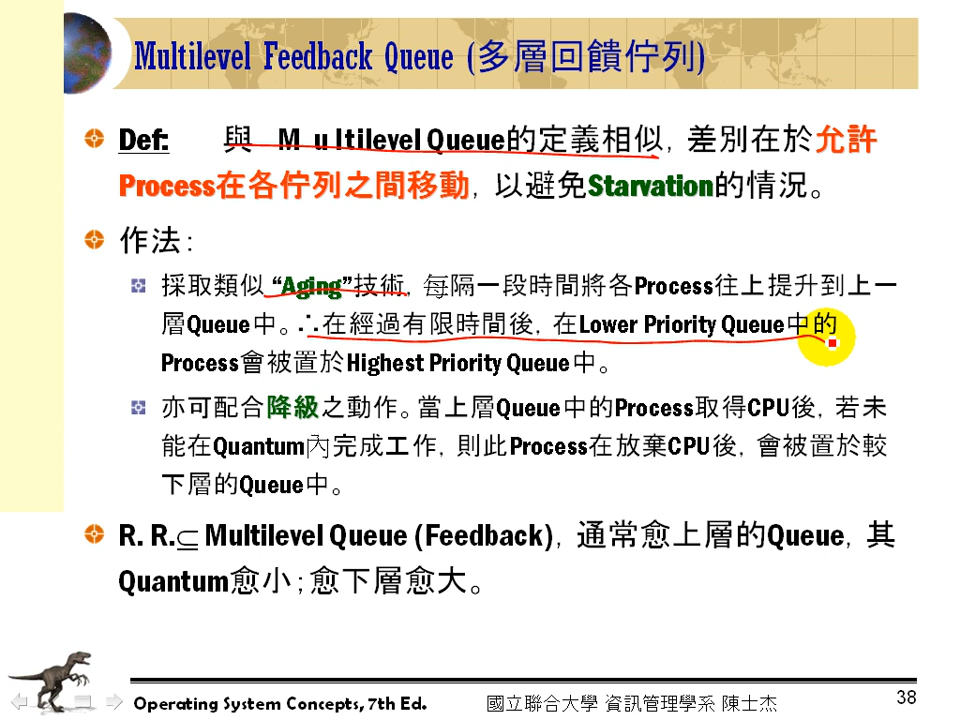 Multilevel Feedback Queue (多層回饋佇列)
Def: 與 Multilevel Queue的定義相似，差別在於允許
Process在各佇列之間移動，以避免Starvation的情況。
作法：
採取類似 “Aging”技術，每隔一段時間將各Process往上提升到上一
層Queue中。∴在經過有限時間後，在Lower Priority Queue中的
Process會被置於Highest Priority Queue中。
亦可配合降級之動作。當上層Queue中的Process取得CPU後，若未
能在Quantum內完成工作，則此Process在放棄CPU後，會被置於較
下層的Queue中。
R. R.⊆ Multilevel Queue (Feedback)，通常愈上層的Queue，其
Quantum愈小；愈下層愈大。
Operating System Concepts, 7th Ed. 國立聯合大學 資訊管理學系 陳士杰 38